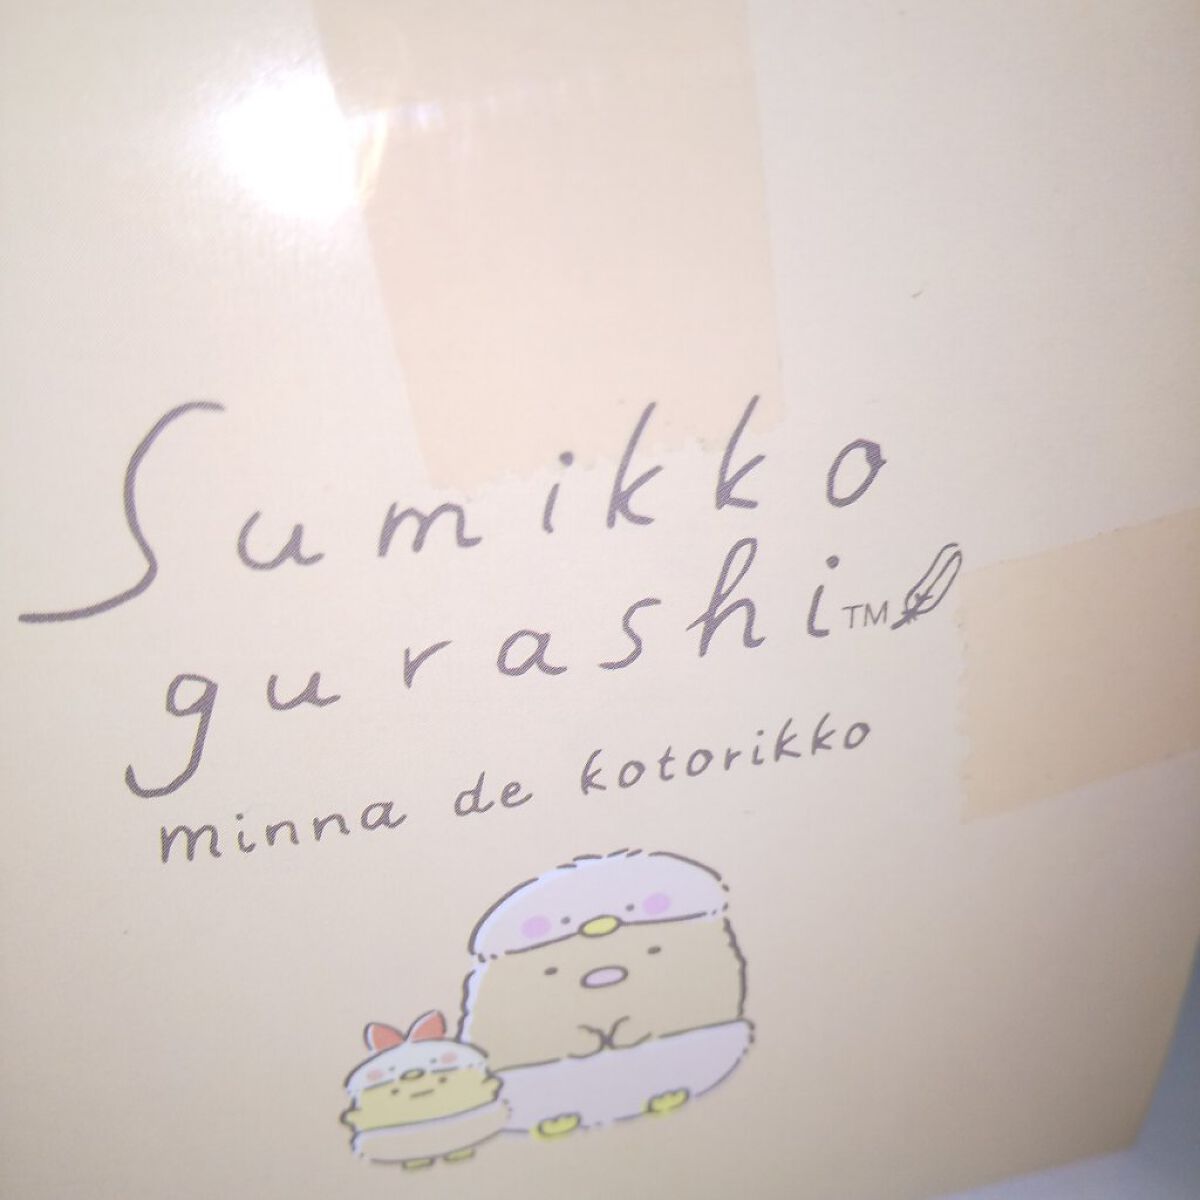 Sumikko
gurashi™
minna de kotorikko